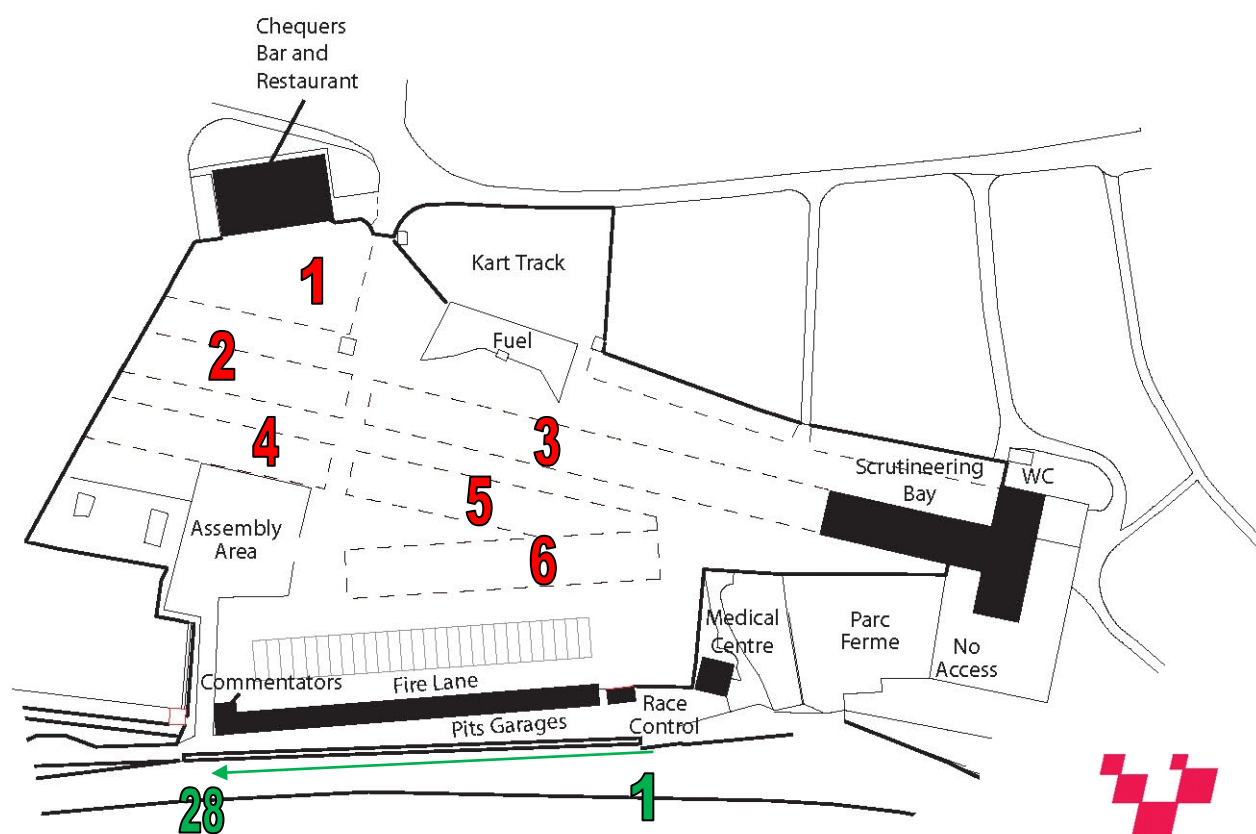 Chequers
Bar and
Restaurant
1
Kart Track
2
Fuel
3
4
Scrutineering
Bay
WC
5
Assembly
Area
6
Medical
Centre
Parc
Ferme
No
Access
Commentators
Fire Lane
Race
Control
Pits Garages
28
1